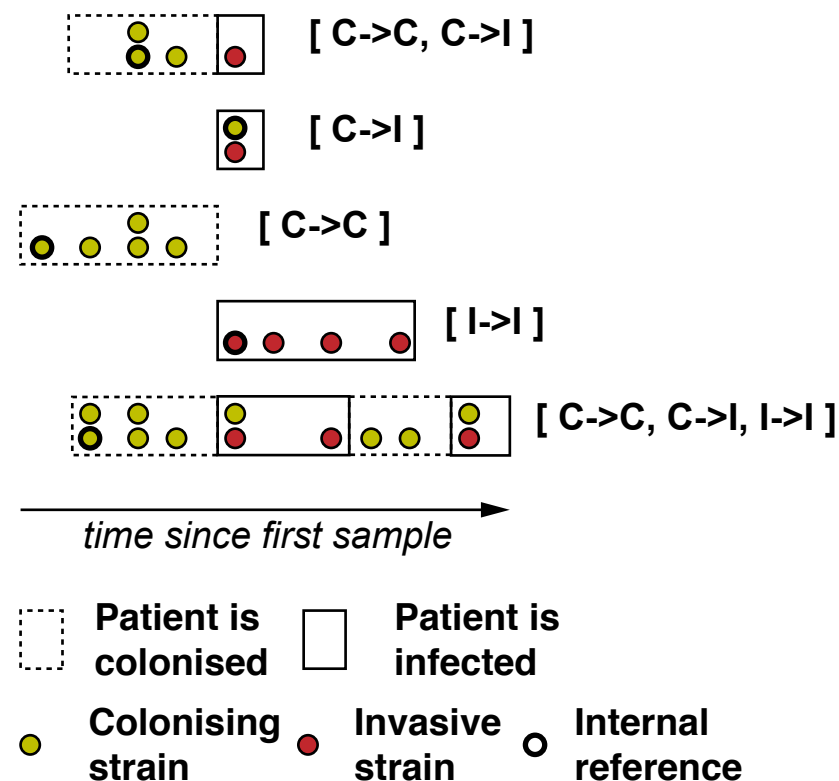 [ C->C, C->I ]
[ C->I ]
[ C->C ]
[ I->I ]
[ C->C, C->I, I->I ]
time since first sample
Patient is
colonised
Patient is
infected
Colonising
strain
Invasive
strain
Internal
reference